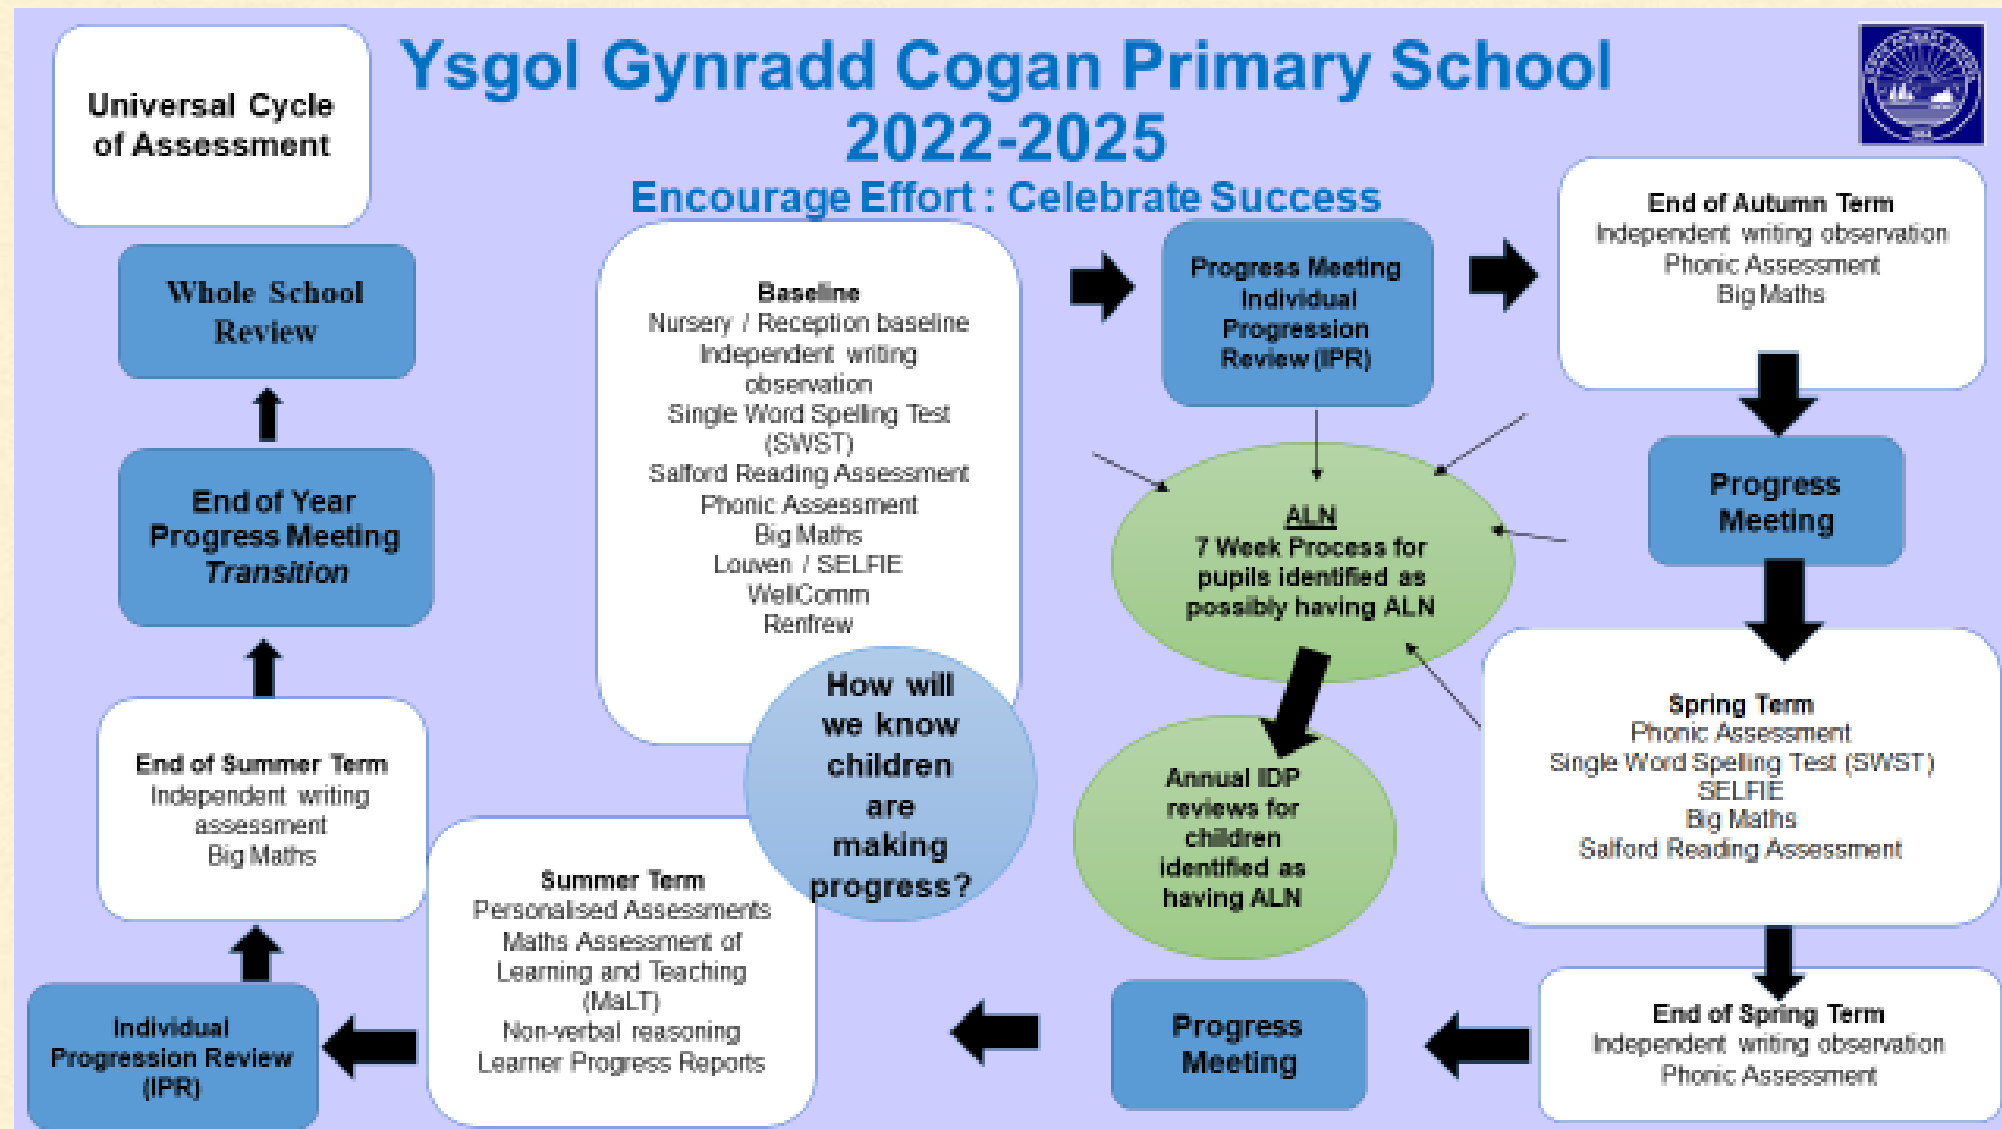 Universal Cycle
of Assessment
Ysgol Gynradd Cogan Primary School
2022-2025
Encourage Effort : Celebrate Success
Baseline
Nursery / Reception baseline
Independent writing
observation
Single Word Spelling Test
(SWST)
Salford Reading Assessment
Phonic Assessment
Big Maths
Louven / SELFIE
WellComm
Renfrew
Progress Meeting
Individual
Progression
Review (IPR)
End of Autumn Term
Independent writing observation
Phonic Assessment
Big Maths
Progress
Meeting
Spring Term
Phonic Assessment
Single Word Spelling Test (SWST)
SELFIE
Big Maths
Salford Reading Assessment
End of Spring Term
Independent writing observation
Phonic Assessment
Progress
Meeting
Summer Term
Personalised Assessments
Maths Assessment of
Learning and Teaching
(MaLT)
Non-verbal reasoning
Learner Progress Reports
Individual
Progression Review
(IPR)
End of Summer Term
Independent writing
assessment
Big Maths
End of Year
Progress Meeting
Transition
Whole School
Review
How will
we know
children
are
making
progress?
ALN
7 Week Process for
pupils identified as
possibly having ALN
Annual IDP
reviews for
children
identified as
having ALN